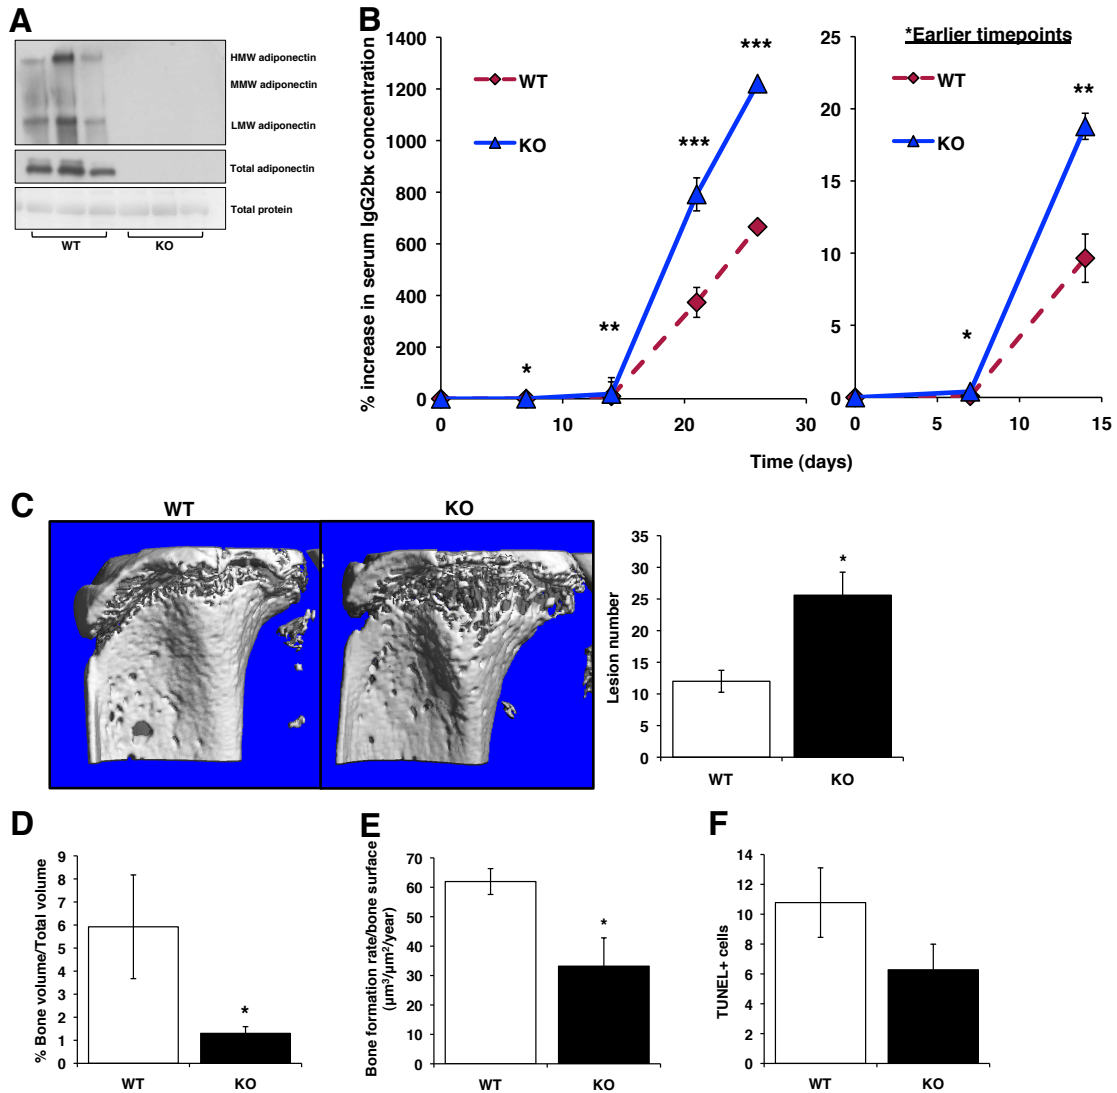 A
HMW adiponectin
MMW adiponectin
LMW adiponectin
Total adiponectin
Total protein
WT
KO
B
% increase in serum IgG2bκ concentration
1400
1200
1000
800
600
400
200
0
0
10
20
30
WT
KO
*
**
***
***
25
20
15
10
5
0
0
5
10
15
*Earlier timepoints
WT
KO
*
**
Time (days)
C
WT
KO
Lesion number
35
30
25
20
15
10
5
0
*
WT
KO
D
% Bone volume/Total volume
9
8
7
6
5
4
3
2
1
0
*
WT
KO
E
Bone formation rate/bone surface
(µm³/µm²/year)
70
60
50
40
30
20
10
0
*
WT
KO
F
TUNEL+ cells
14
12
10
8
6
4
2
0
WT
KO